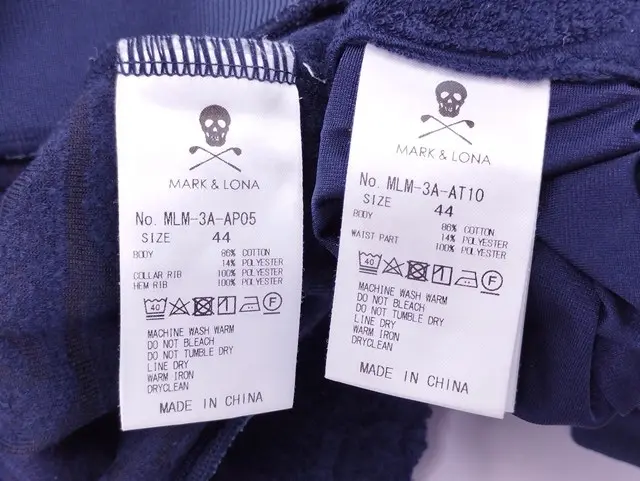 MARK & LONA
No. MLM-3A-AP05
SIZE 44
BODY 86% COTTON
14% POLYESTER
COLLAR RIB 100% POLYESTER
HEM RIB 100% POLYESTER
40 1 F
MACHINE WASH WARM
DO NOT BLEACH
DO NOT TUMBLE DRY
LINE DRY
WARM IRON
DRYCLEAN
MADE IN CHINA
MARK & LONA
No. MLM-3A-AT10
SIZE 44
BODY 86% COTTON
14% POLYESTER
WAIST PART 100% POLYESTER
40 1 F
MACHINE WASH WARM
DO NOT BLEACH
DO NOT TUMBLE DRY
LINE DRY
WARM IRON
DRYCLEAN
MADE IN CHINA